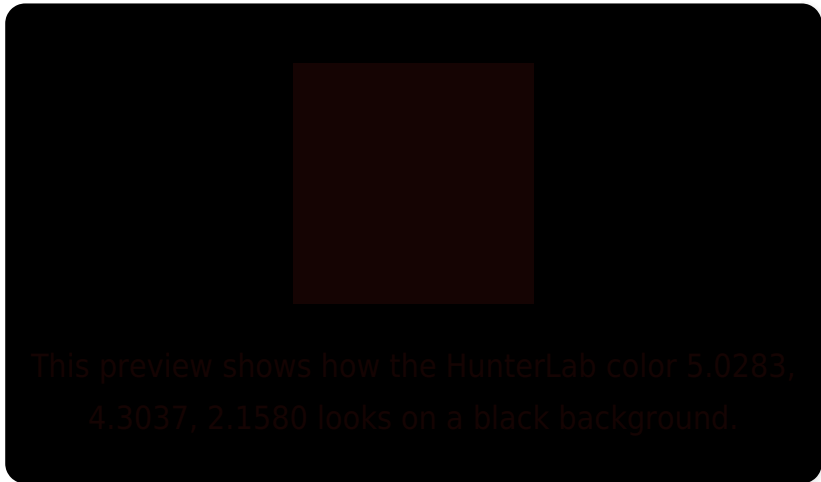 This preview shows how the HunterLab color 5.0283,
4.3037, 2.1580 looks on a black background.